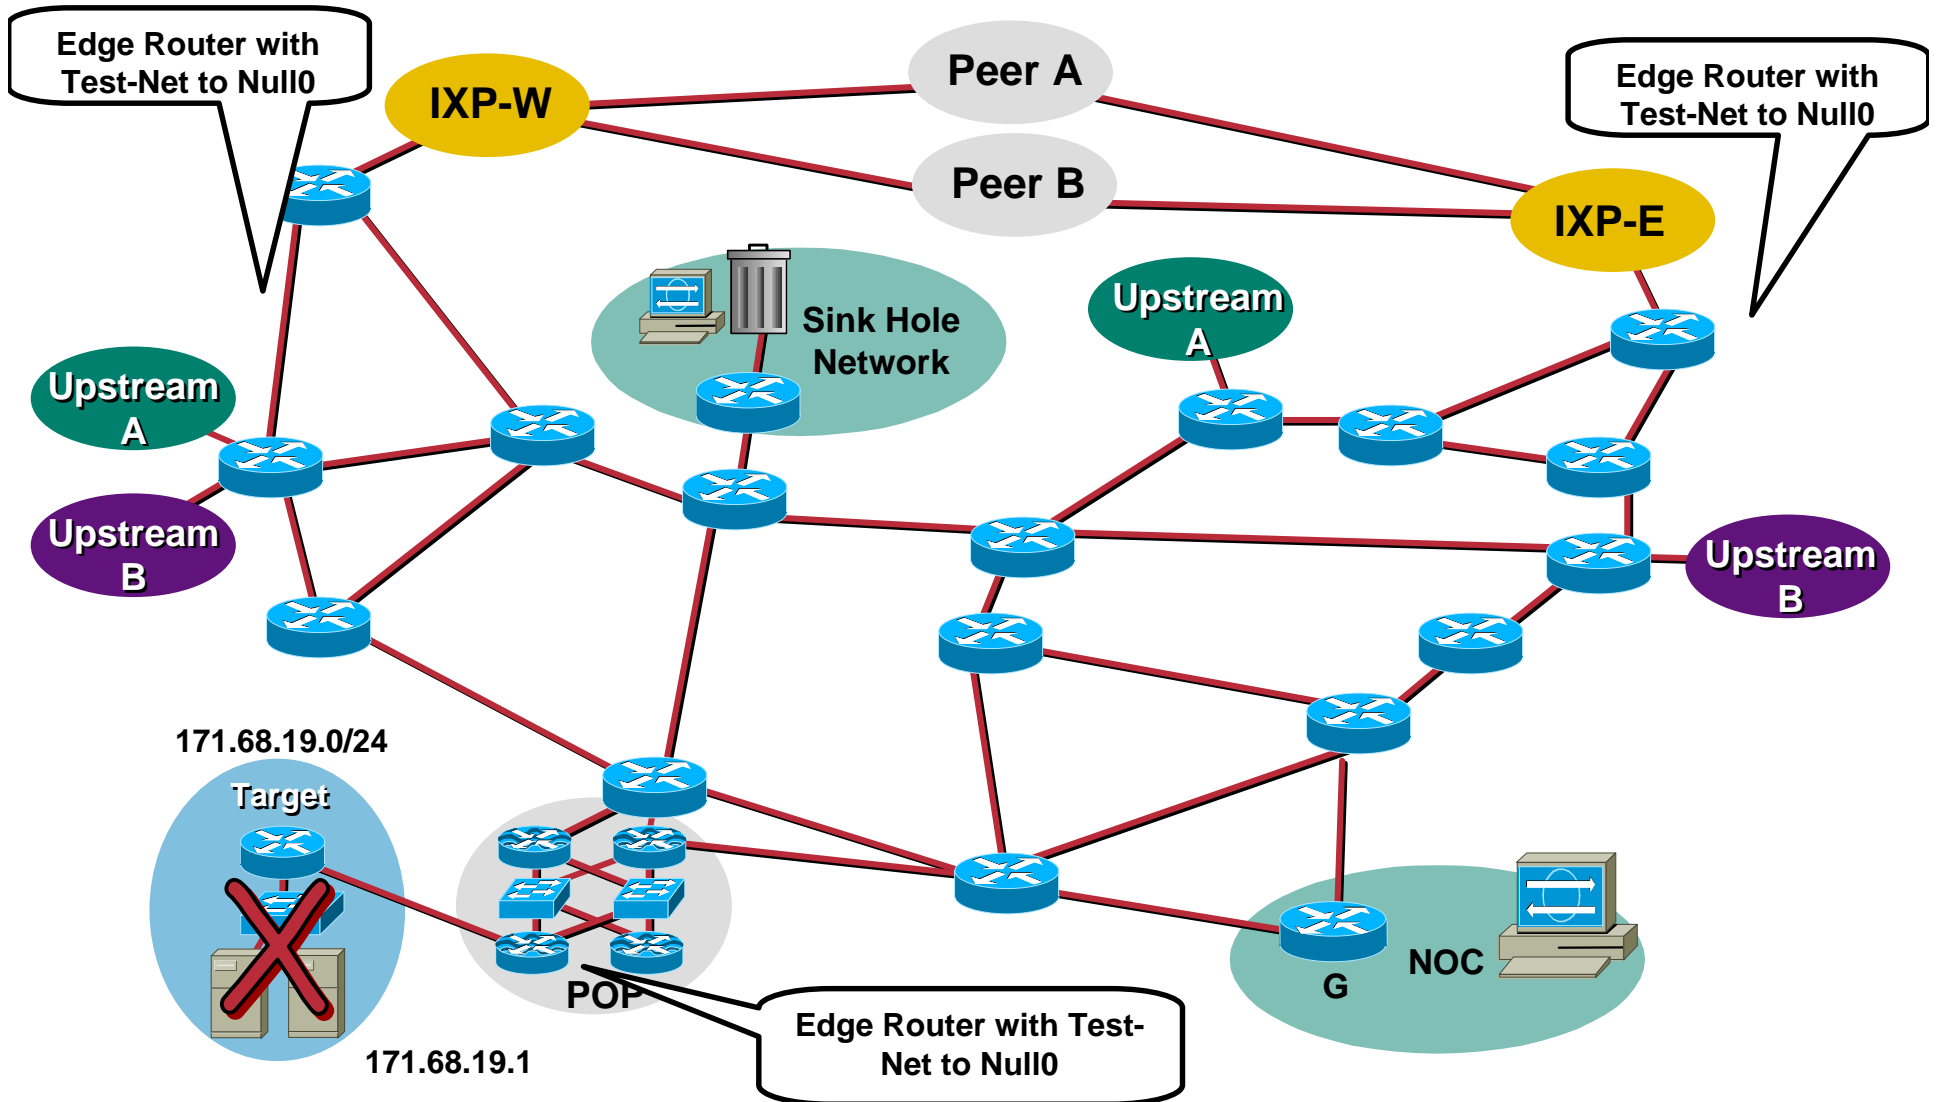 Edge Router with
Test-Net to Null0
IXP-W
Peer A
Edge Router with
Test-Net to Null0
Peer B
IXP-E
Sink Hole
Network
Upstream
A
Upstream
A
Upstream
B
Upstream
B
171.68.19.0/24
Target
POP
G
NOC
Edge Router with Test-
Net to Null0
171.68.19.1